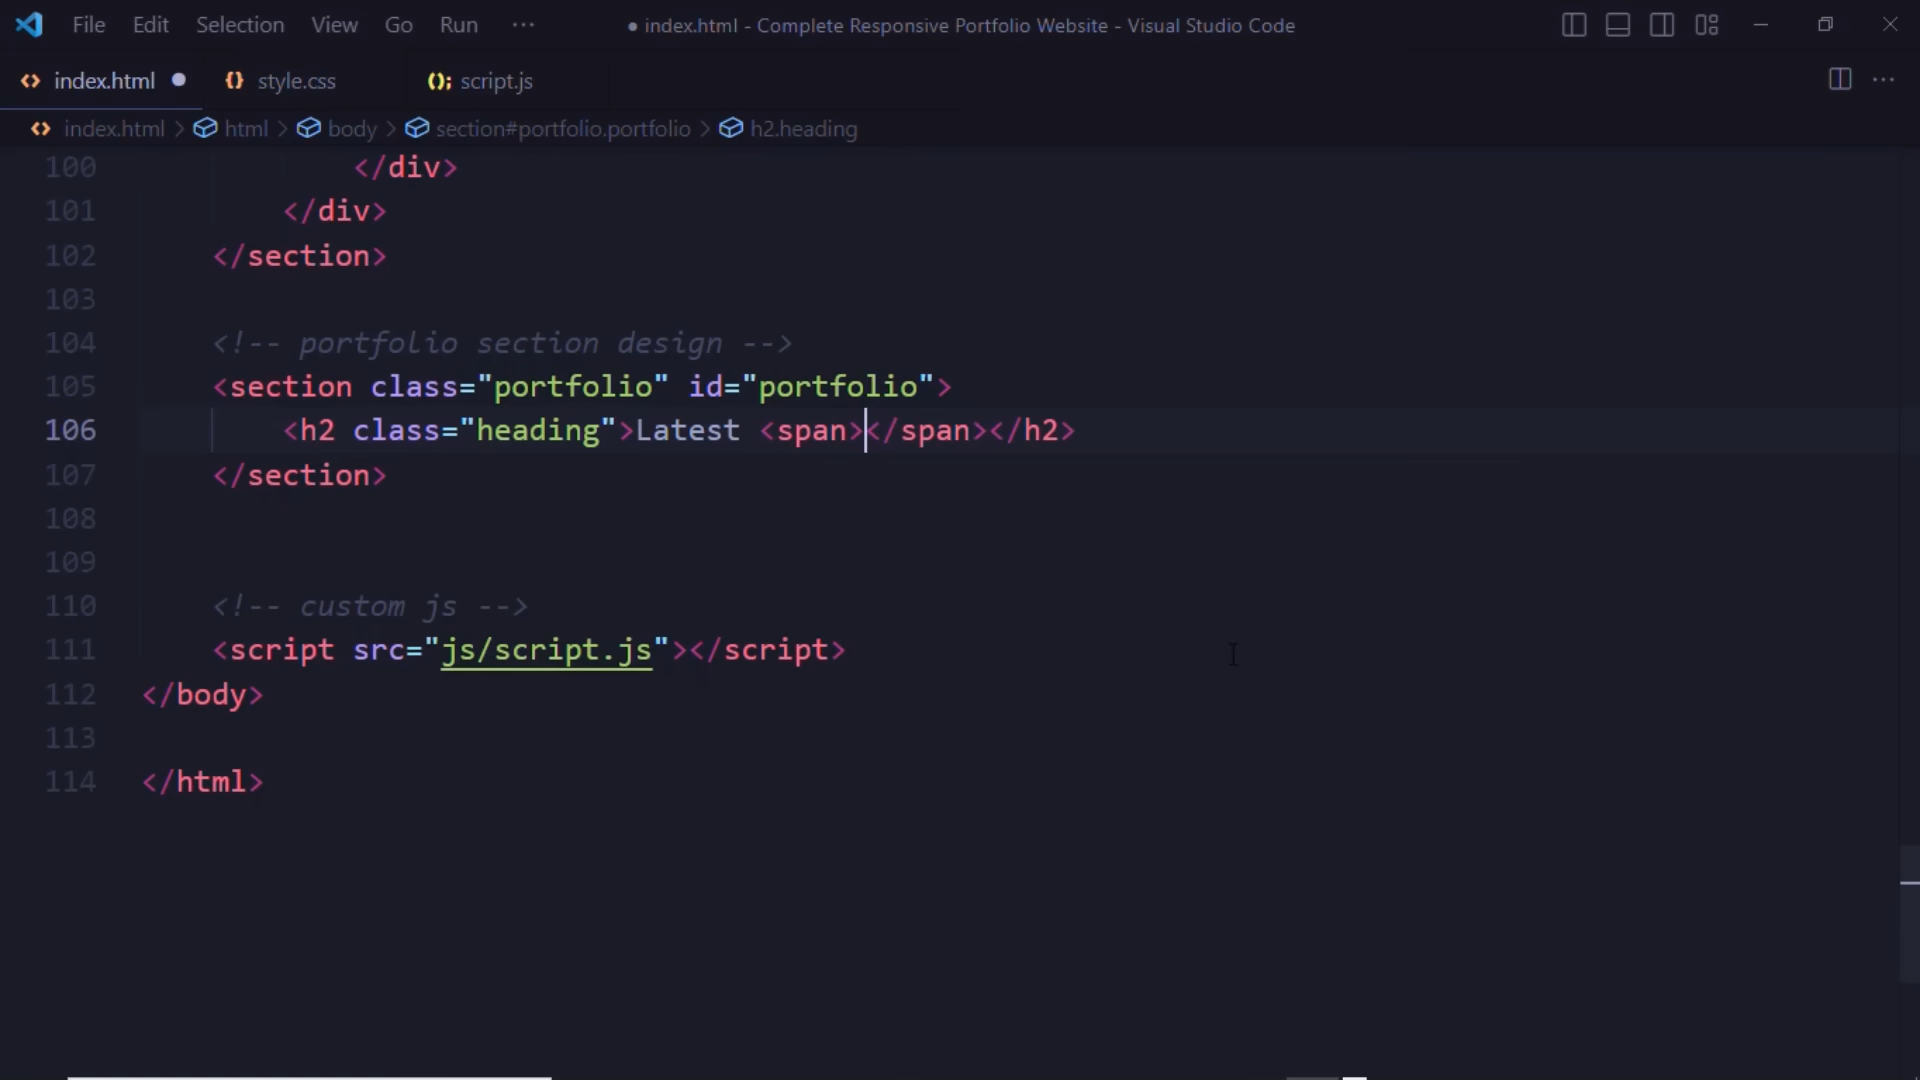 File Edit Selection View Go Run ··· ● index.html - Complete Responsive Portfolio Website - Visual Studio Code
index.html ● style.css script.js
index.html > html > body > section#portfolio.portfolio > h2.heading
100 </div>
101 </div>
102 </section>
103
104 <!-- portfolio section design -->
105 <section class="portfolio" id="portfolio">
106 <h2 class="heading">Latest <span></span></h2>
107 </section>
108
109
110 <!-- custom js -->
111 <script src="js/script.js"></script>
112 </body>
113
114 </html>